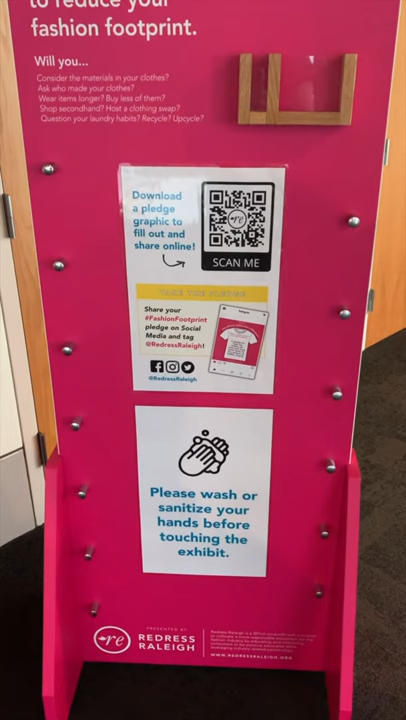 to reduce your
fashion footprint.
Will you...
Consider the materials in your clothes?
Ask who made your clothes?
Wear items longer? Buy less of them?
Shop secondhand? Host a clothing swap?
Question your laundry habits? Recycle? Upcycle?
Download
a pledge
graphic to
fill out and
share online!
re
SCAN ME
TAKE THE PLEDGE
Share your
#FashionFootprint
pledge on Social
Media and tag
@RedressRaleigh!
@RedressRaleigh
Please wash or
sanitize your
hands before
touching the
exhibit.
PRESENTED BY
re
REDRESS
RALEIGH
WWW.REDRESSRALEIGH.ORG